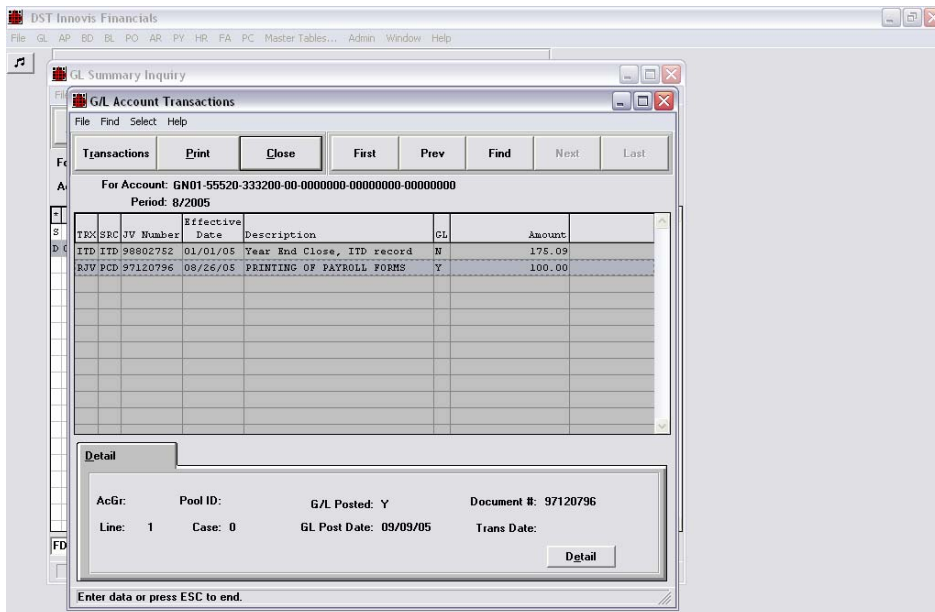 DST Innovis Financials
File GL AP BD BL PO AR PY HR FA PC Master Tables... Admin Window Help
GL Summary Inquiry
G/L Account Transactions
File Find Select Help
Transactions Print Close First Prev Find Next Last
For Account: GN01-55520-333200-00-0000000-00000000-00000000
Period: 8/2005
TRX SRC JV Number Effective Date Description GL Amount
ITD ITD 98802752 01/01/05 Year End Close, ITD record N 175.09
RJV PCD 97120796 08/26/05 PRINTING OF PAYROLL FORMS Y 100.00
Detail
AcGr: Pool ID: G/L Posted: Y Document #: 97120796
Line: 1 Case: 0 GL Post Date: 09/09/05 Trans Date:
Detail
FD
Enter data or press ESC to end.